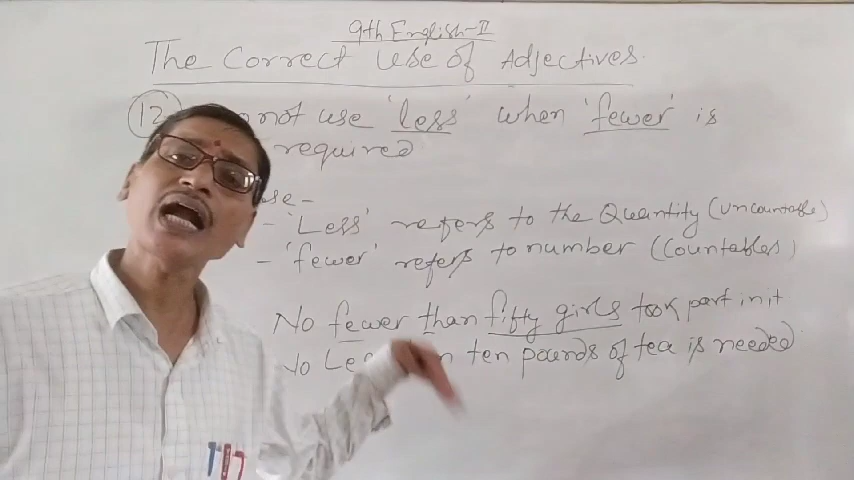 9th English-II
The Correct Use of Adjectives.
12 not use 'less' when 'fewer' is
required
use -
- 'Less' refers to the Quantity (Uncountable)
- 'fewer' refers to number (Countables)
No fewer than fifty girls took part in it
No ten pounds of tea is needed